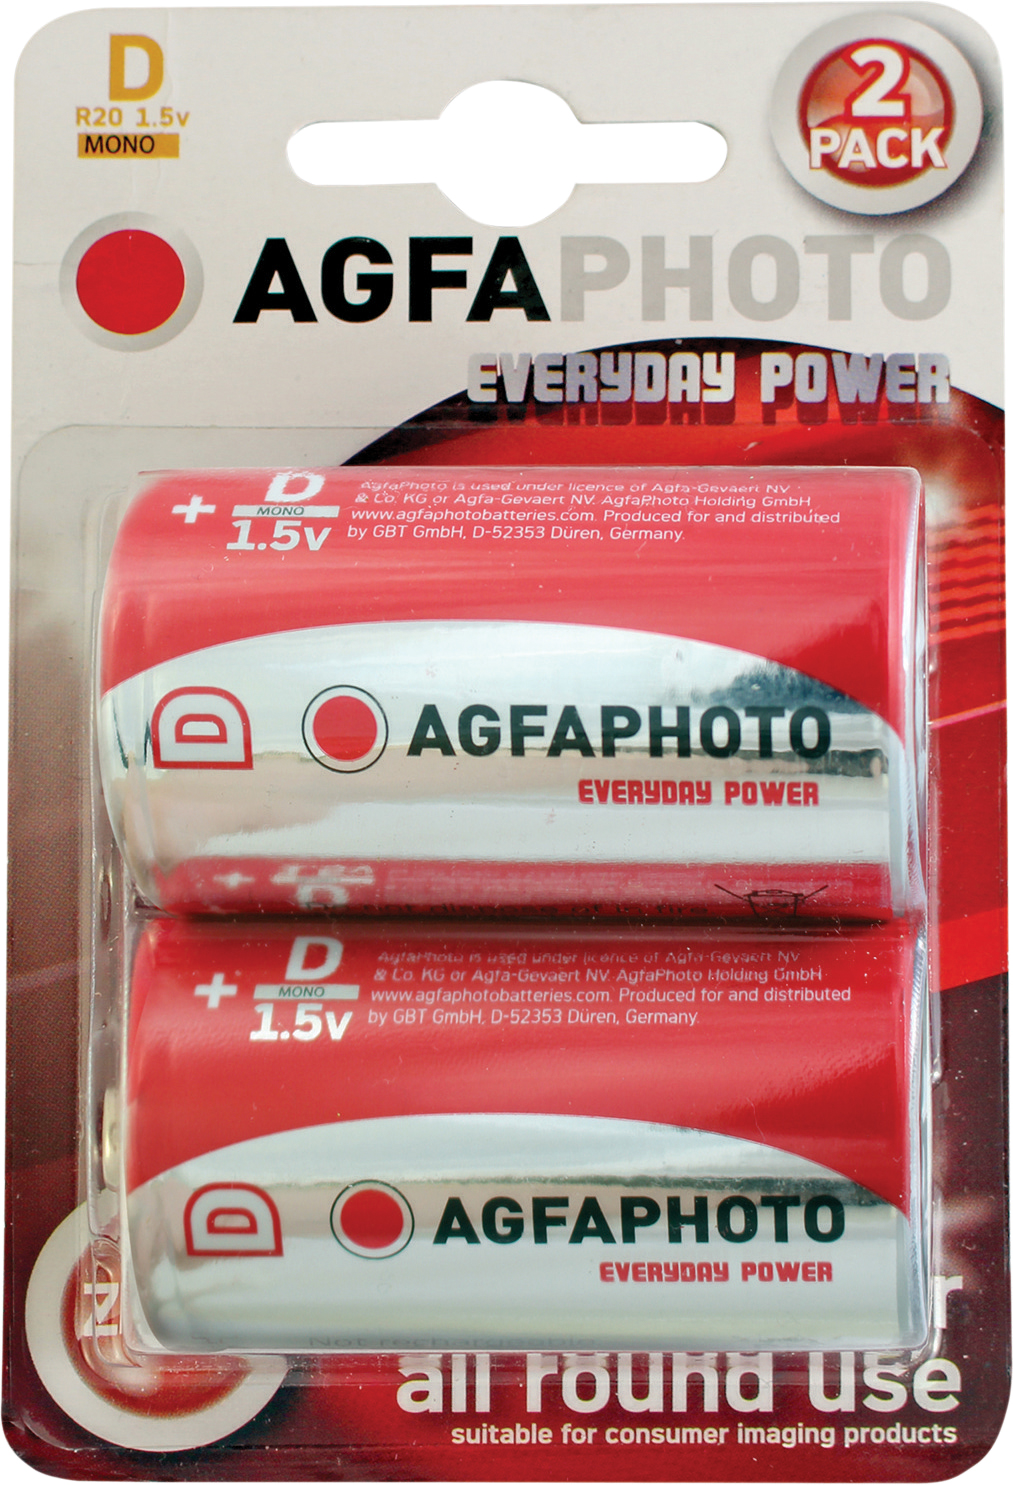 D
R20 1.5v
MONO
2
PACK
AGFAPHOTO
EVERYDAY POWER
+ D
MONO
1.5v
AgfaPhoto is used under licence of Agfa-Gevaert NV
& Co. KG or Agfa-Gevaert NV. AgfaPhoto Holding GmbH,
www.agfaphotobatteries.com. Produced for and distributed
by GBT GmbH, D-52353 Düren, Germany.
D
AGFAPHOTO
EVERYDAY POWER
+ D
MONO
1.5v
AgfaPhoto is used under licence of Agfa-Gevaert NV
& Co. KG or Agfa-Gevaert NV. AgfaPhoto Holding GmbH
www.agfaphotobatteries.com. Produced for and distributed
by GBT GmbH, D-52353 Düren, Germany.
D
AGFAPHOTO
EVERYDAY POWER
Not rechargeable.
all round use
suitable for consumer imaging products